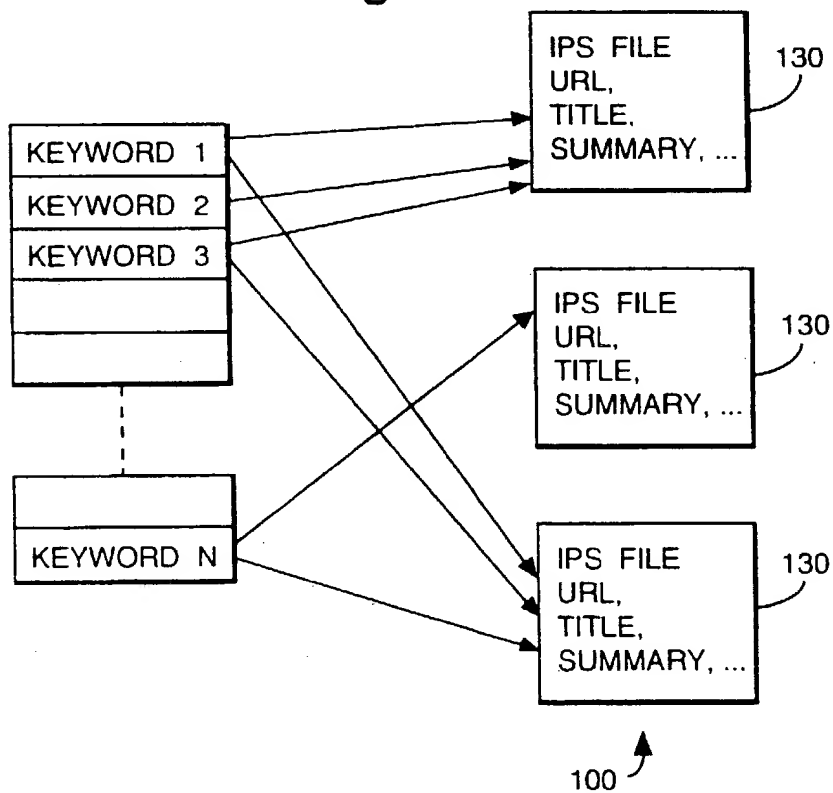 KEYWORD 1
KEYWORD 2
KEYWORD 3
KEYWORD N
IPS FILE
URL,
TITLE,
SUMMARY, ...
130
IPS FILE
URL,
TITLE,
SUMMARY, ...
130
IPS FILE
URL,
TITLE,
SUMMARY, ...
130
100